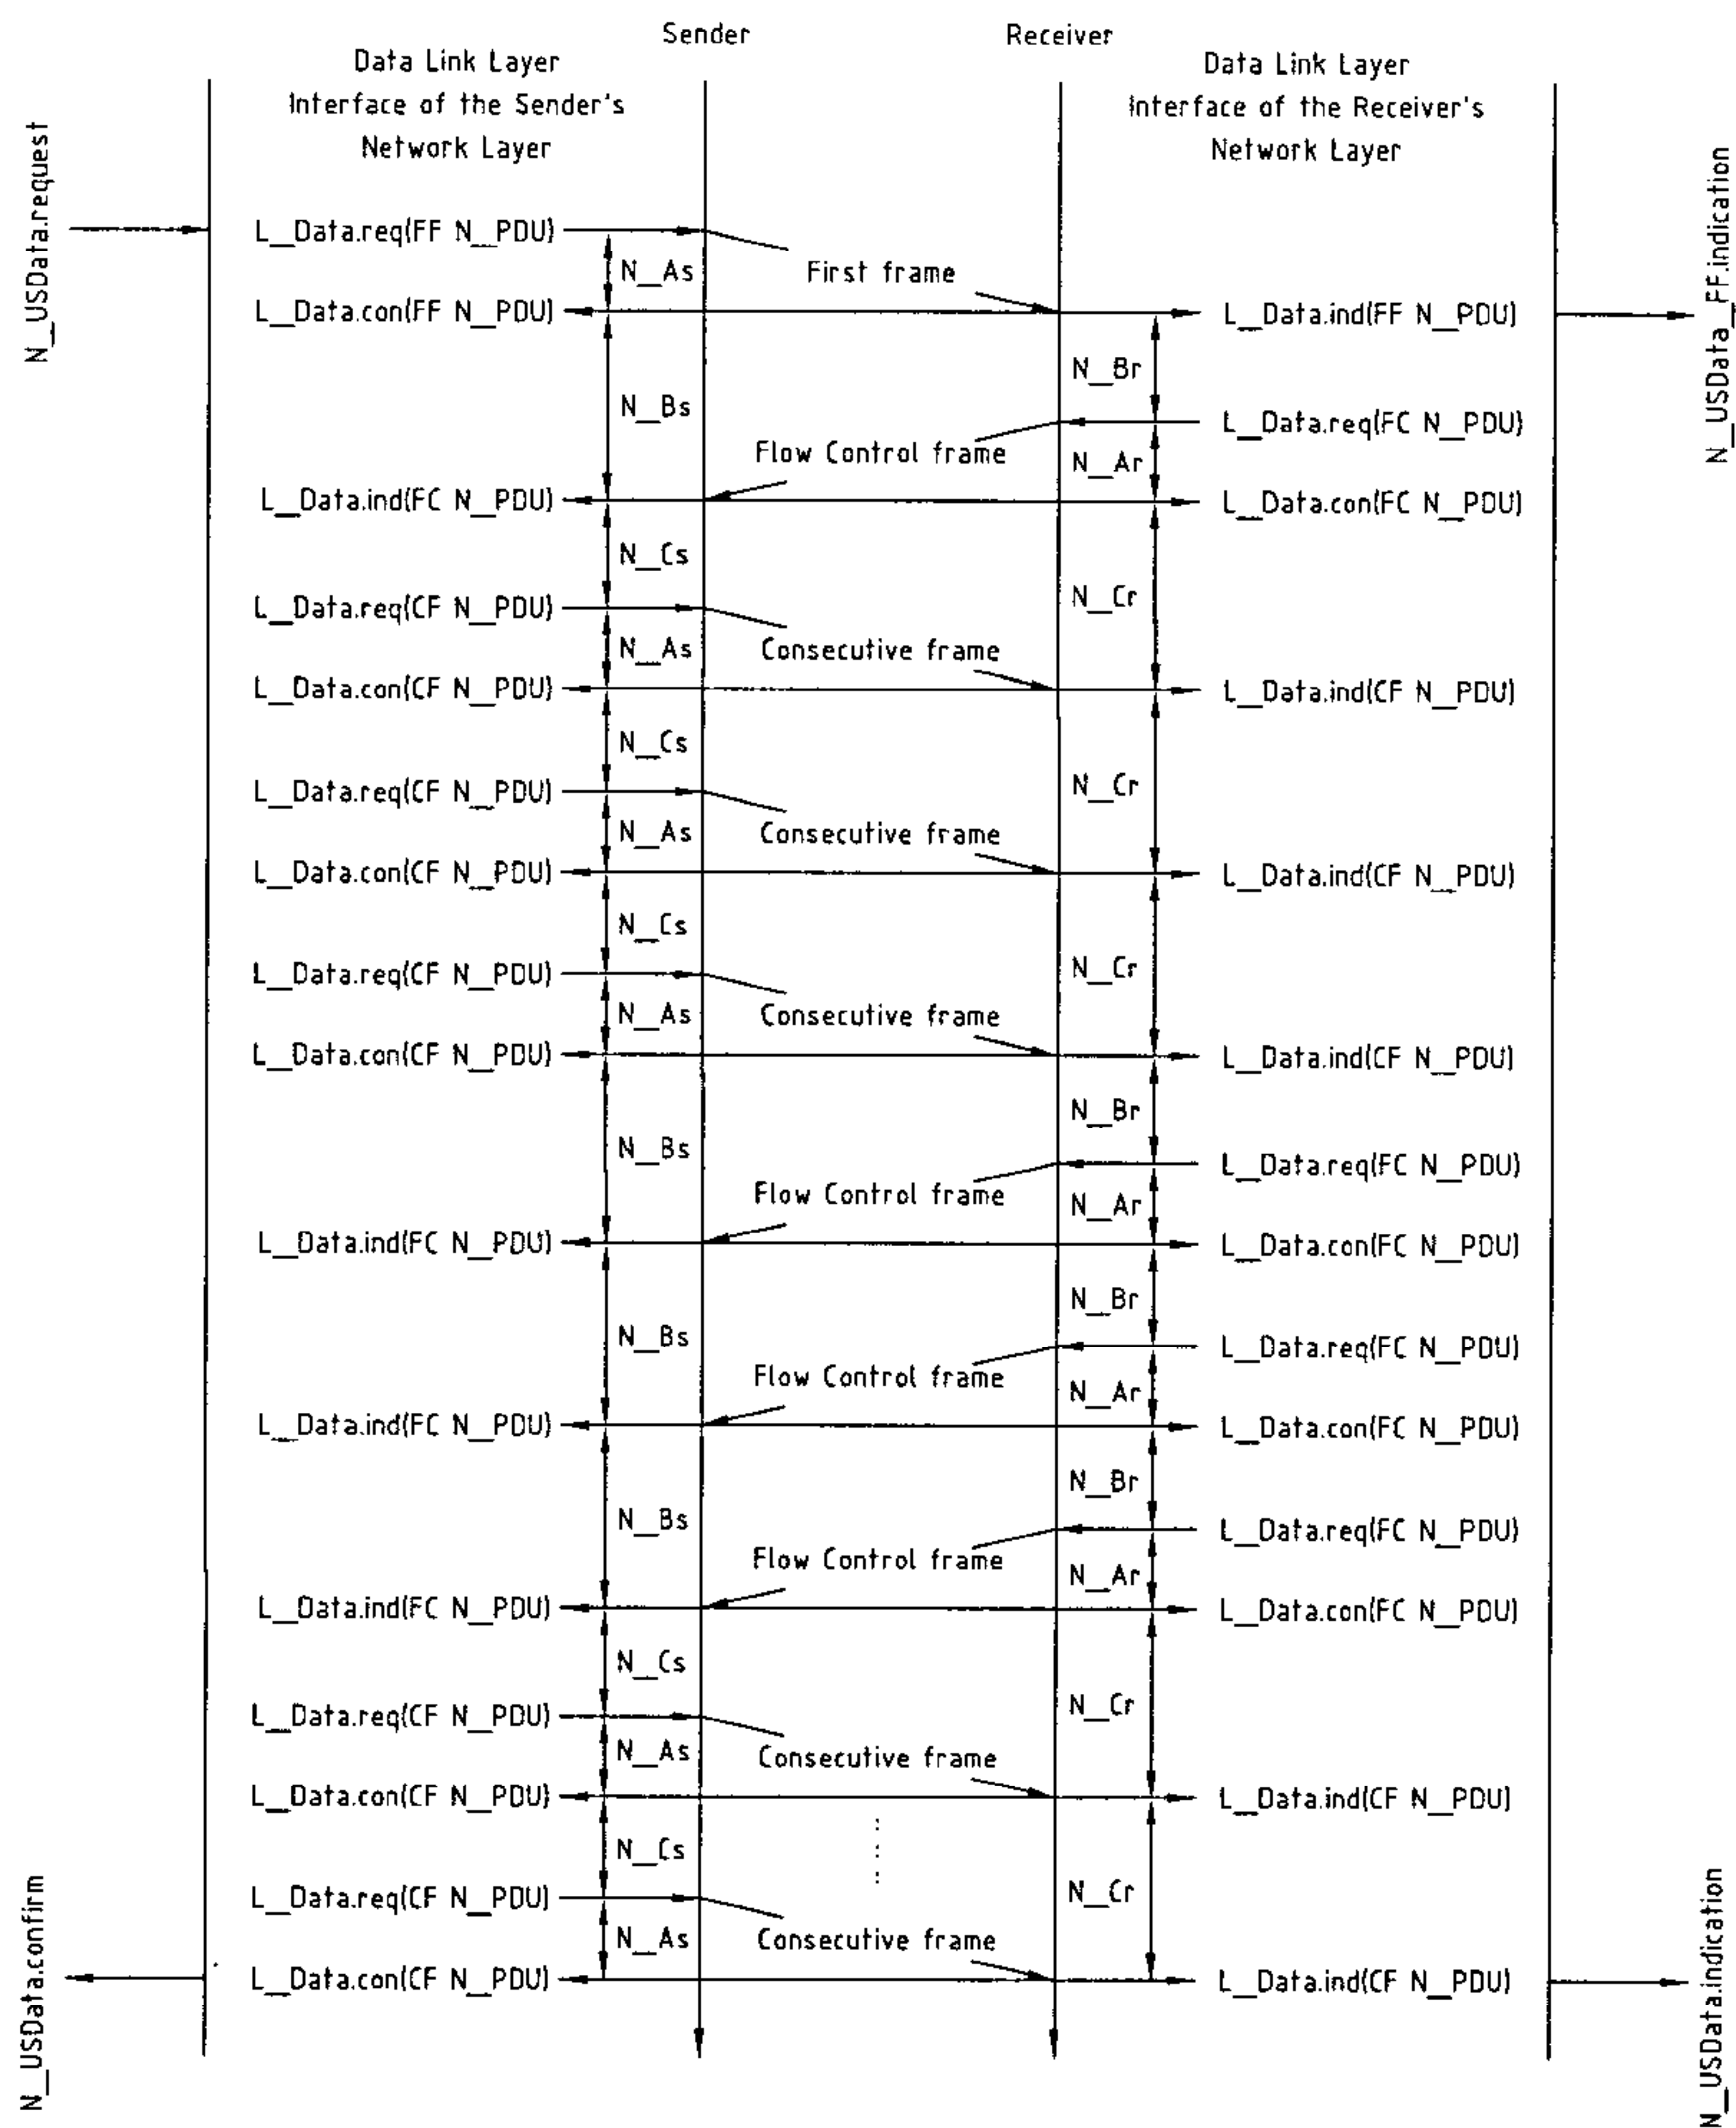 Sender
Receiver
Data Link Layer
Interface of the Sender's
Network Layer
Data Link Layer
Interface of the Receiver's
Network Layer
N_USData.request
N_USData_FF.indication
L_Data.req(FF N_PDU)
N_As
First frame
L_Data.con(FF N_PDU)
L_Data.ind(FF N_PDU)
N_Br
N_Bs
L_Data.req(FC N_PDU)
Flow Control frame
N_Ar
L_Data.ind(FC N_PDU)
L_Data.con(FC N_PDU)
N_Cs
N_Cr
L_Data.req(CF N_PDU)
N_As
Consecutive frame
L_Data.con(CF N_PDU)
L_Data.ind(CF N_PDU)
N_Cs
N_Cr
L_Data.req(CF N_PDU)
N_As
Consecutive frame
L_Data.con(CF N_PDU)
L_Data.ind(CF N_PDU)
N_Cs
N_Cr
L_Data.req(CF N_PDU)
N_As
Consecutive frame
L_Data.con(CF N_PDU)
L_Data.ind(CF N_PDU)
N_Br
N_Bs
L_Data.req(FC N_PDU)
Flow Control frame
N_Ar
L_Data.ind(FC N_PDU)
L_Data.con(FC N_PDU)
N_Br
N_Bs
L_Data.req(FC N_PDU)
Flow Control frame
N_Ar
L_Data.ind(FC N_PDU)
L_Data.con(FC N_PDU)
N_Br
N_Bs
L_Data.req(FC N_PDU)
Flow Control frame
N_Ar
L_Data.ind(FC N_PDU)
L_Data.con(FC N_PDU)
N_Cs
N_Cr
L_Data.req(CF N_PDU)
N_As
Consecutive frame
L_Data.con(CF N_PDU)
L_Data.ind(CF N_PDU)
N_Cs
N_Cr
L_Data.req(CF N_PDU)
N_As
Consecutive frame
L_Data.con(CF N_PDU)
L_Data.ind(CF N_PDU)
N_USData.confirm
N_USData.indication